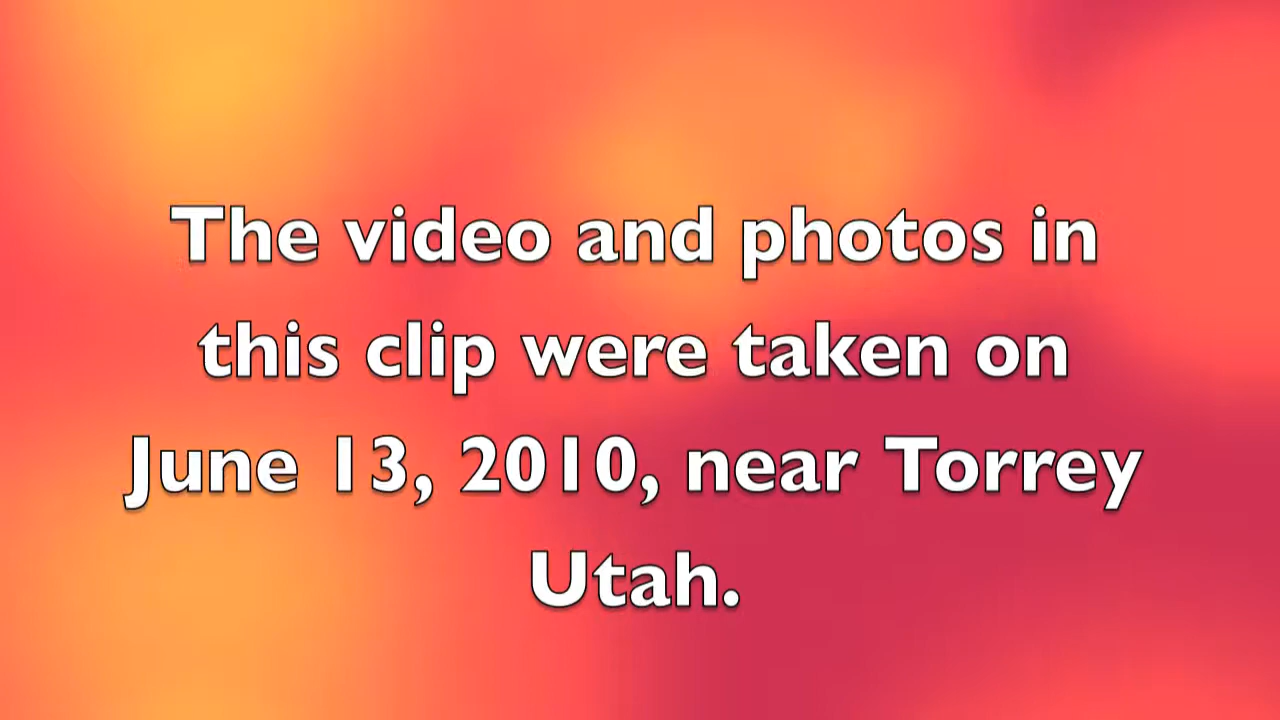 The video and photos in
this clip were taken on
June 13, 2010, near Torrey
Utah.